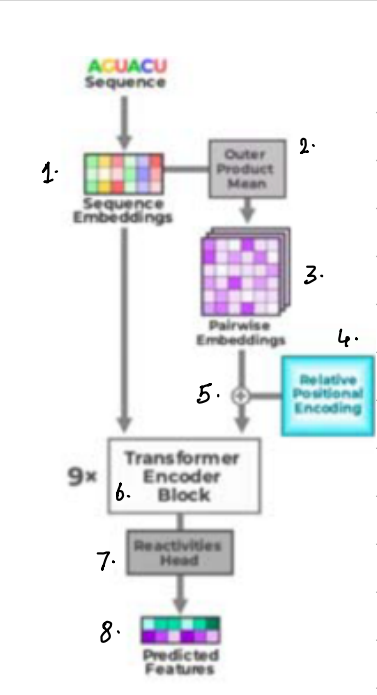 AGUACU
Sequence
1.
Sequence
Embeddings
2.
Outer
Product
Mean
3.
Pairwise
Embeddings
4.
Relative
Positional
Encoding
5.
+
9×
Transformer
Encoder
6. Block
7.
Reactivities
Head
8.
Predicted
Features